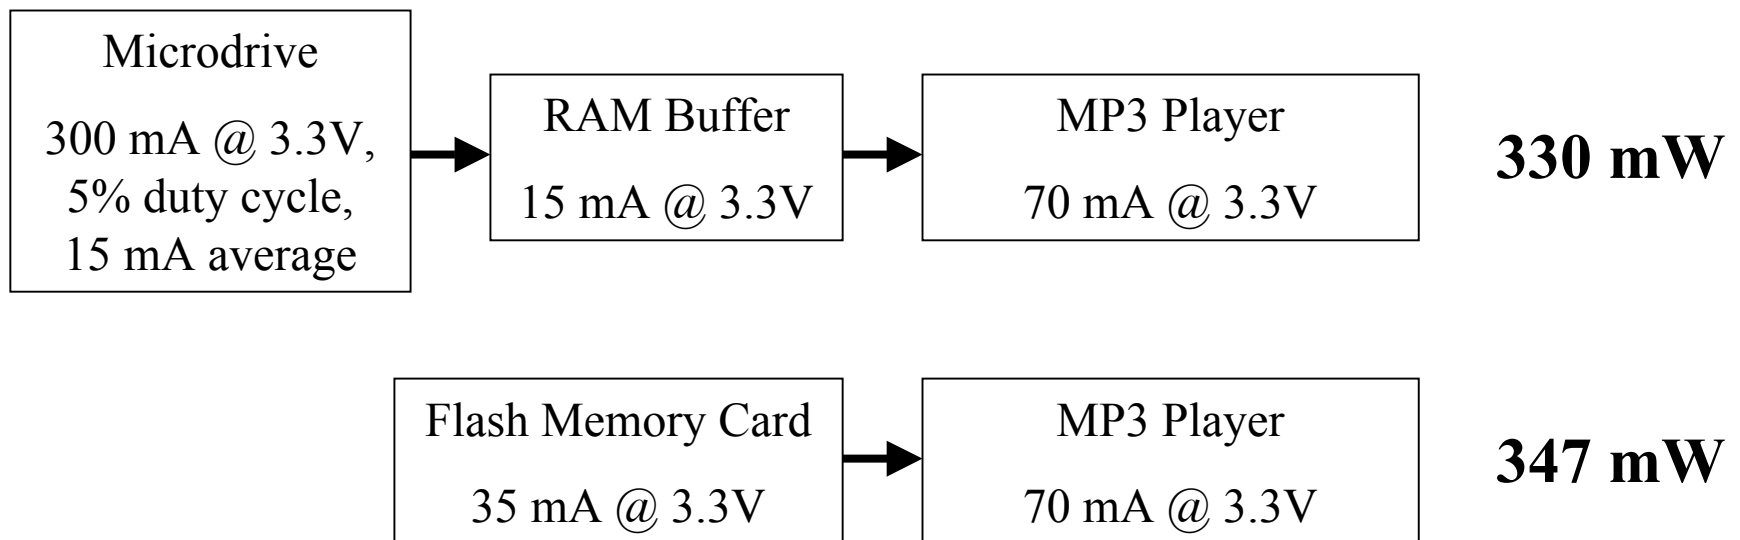 Microdrive
300 mA @ 3.3V,
5% duty cycle,
15 mA average
RAM Buffer
15 mA @ 3.3V
MP3 Player
70 mA @ 3.3V
330 mW
Flash Memory Card
35 mA @ 3.3V
MP3 Player
70 mA @ 3.3V
347 mW